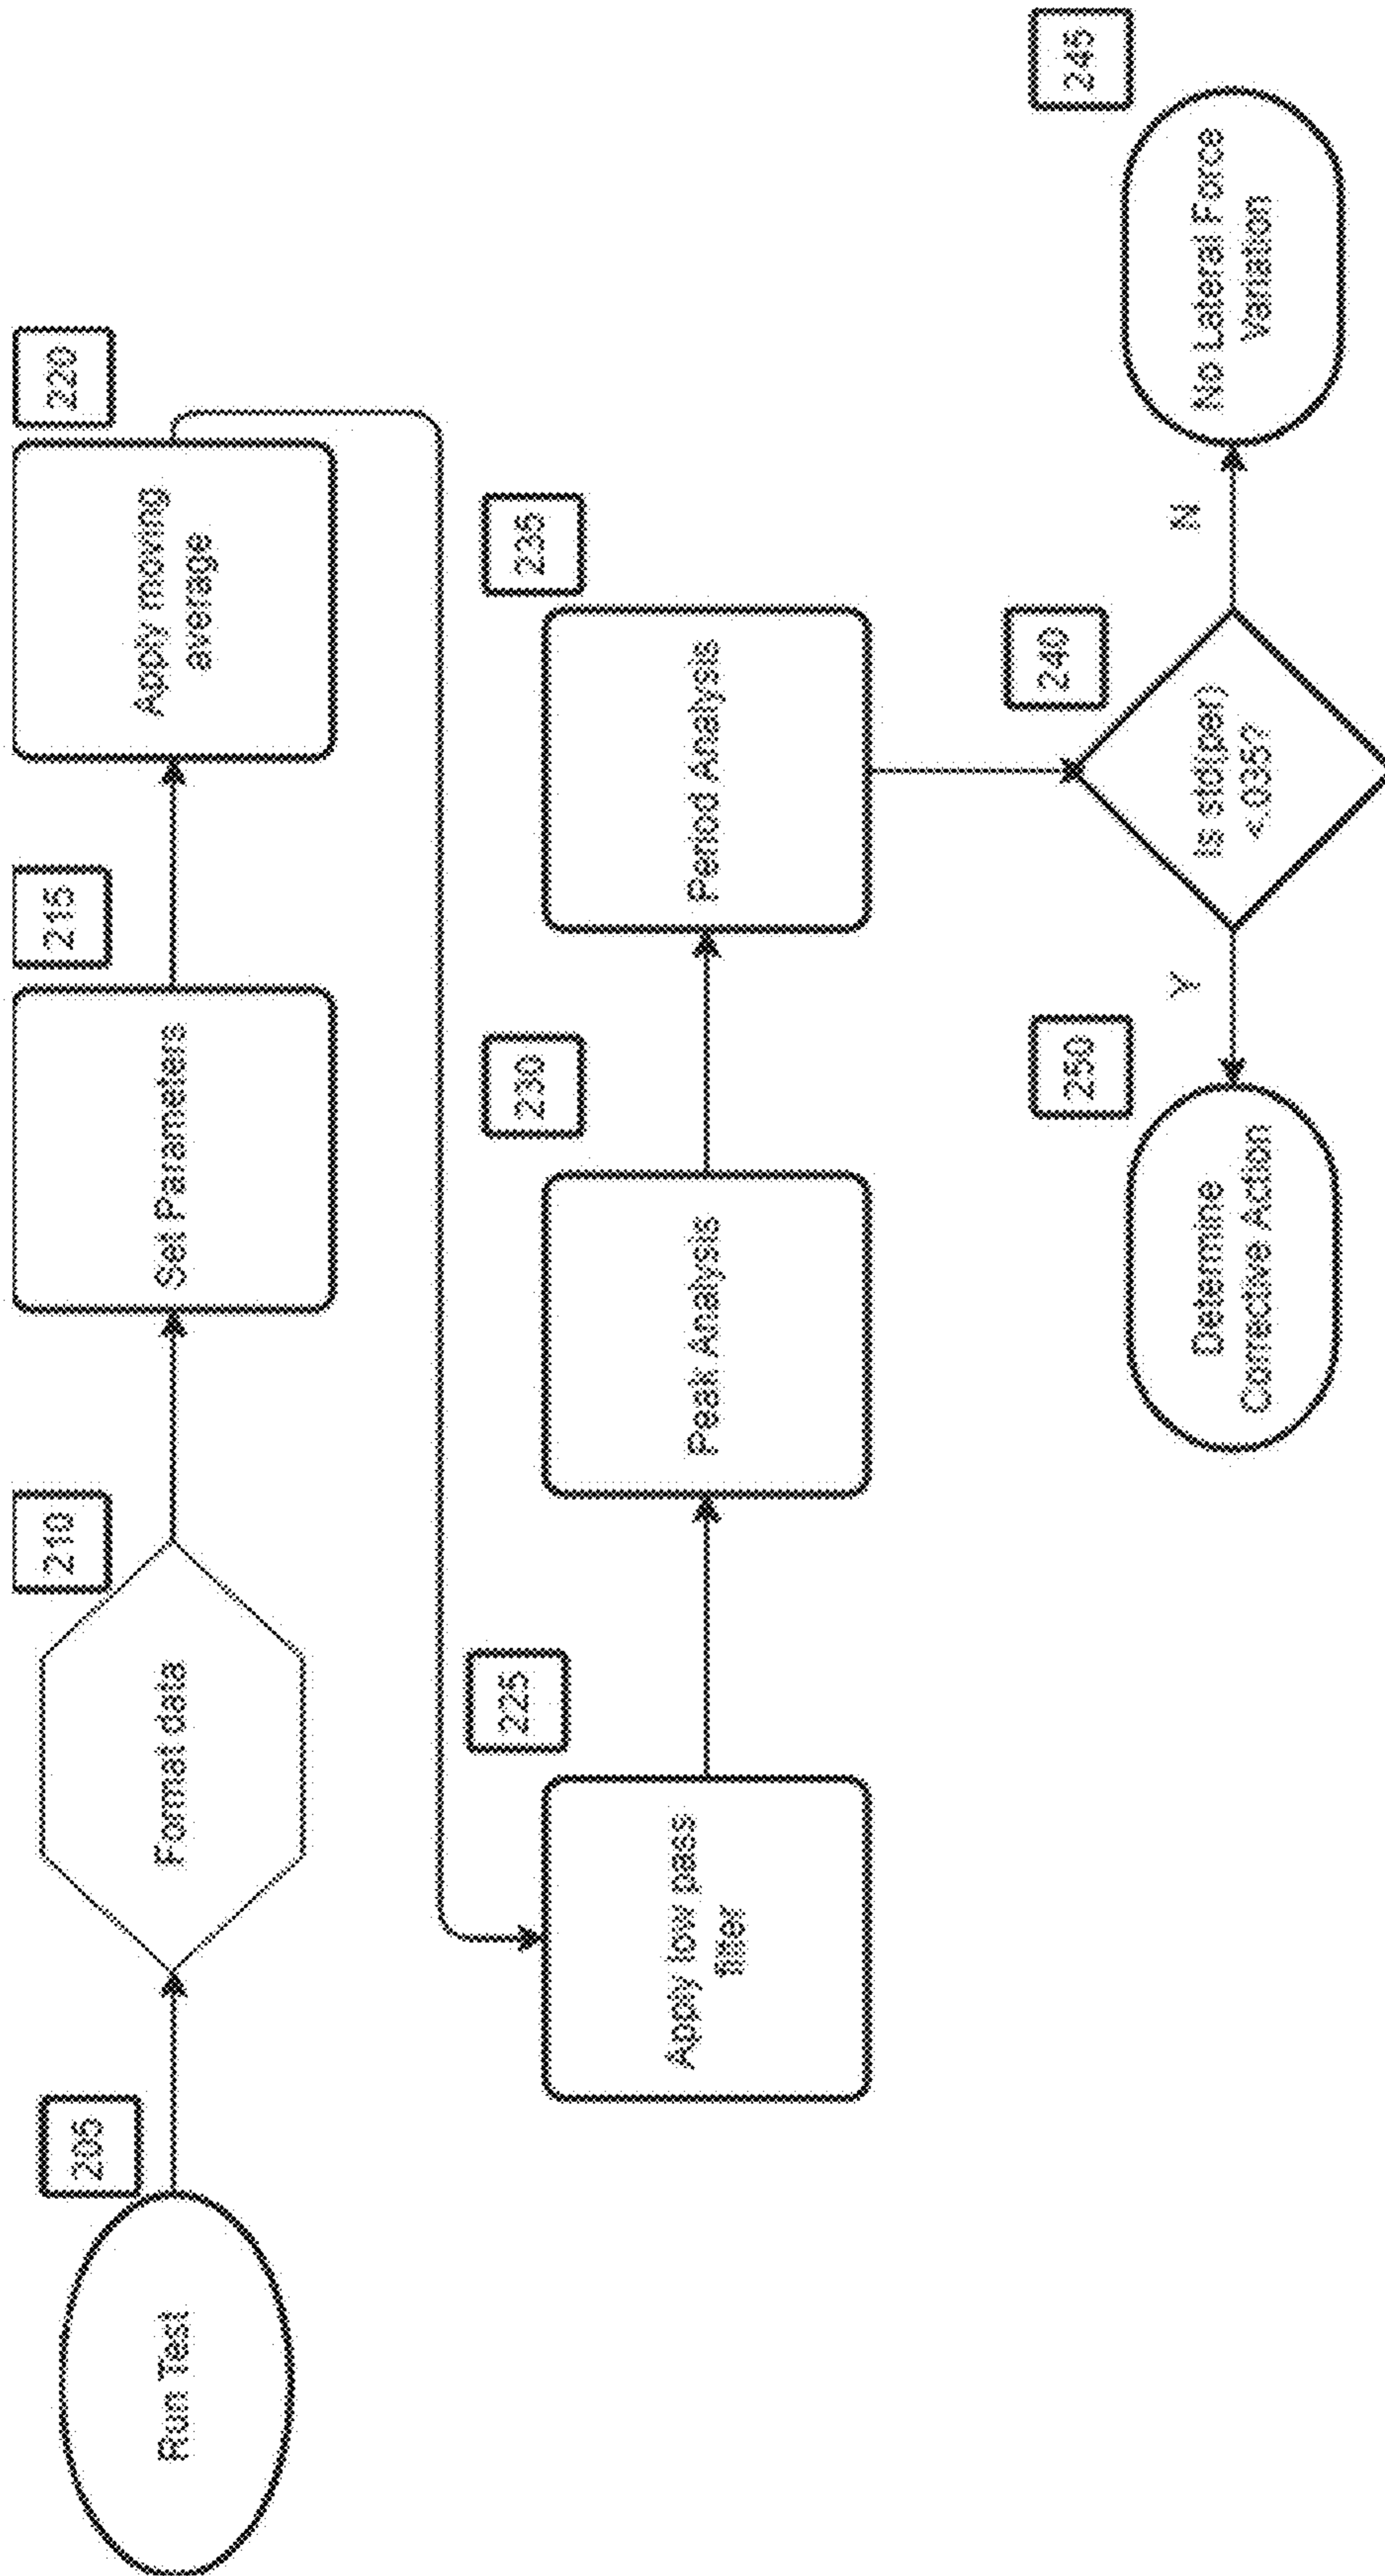 205
Run Test
210
Format data
215
Set Parameters
220
Apply moving
average
225
Apply low pass
filter
230
Peak Analysis
235
Period Analysis
240
Is std(per)
<.035?
Y
N
250
Determine
Corrective Action
245
No Lateral Force
Variation